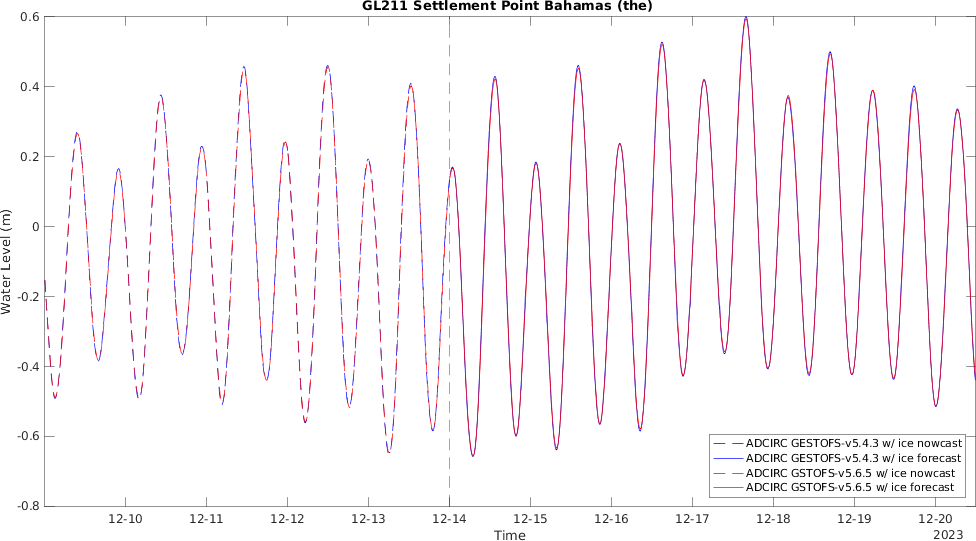 GL211 Settlement Point Bahamas (the)
0.6
0.4
0.2
0
-0.2
-0.4
-0.6
-0.8
Water Level (m)
ADCIRC GESTOFS-v5.4.3 w/ ice nowcast
ADCIRC GESTOFS-v5.4.3 w/ ice forecast
ADCIRC GSTOFS-v5.6.5 w/ ice nowcast
ADCIRC GSTOFS-v5.6.5 w/ ice forecast
12-10 12-11 12-12 12-13 12-14 12-15 12-16 12-17 12-18 12-19 12-20
Time
2023